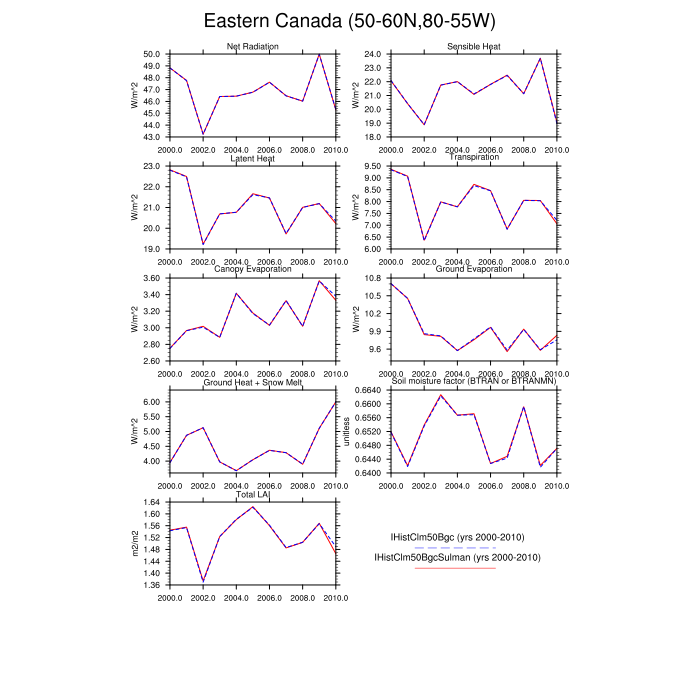 Eastern Canada (50-60N,80-55W)
Net Radiation
W/m^2
50.0
49.0
48.0
47.0
46.0
45.0
44.0
43.0
2000.0 2002.0 2004.0 2006.0 2008.0 2010.0
Sensible Heat
W/m^2
24.0
23.0
22.0
21.0
20.0
19.0
18.0
2000.0 2002.0 2004.0 2006.0 2008.0 2010.0
Latent Heat
W/m^2
23.0
22.0
21.0
20.0
19.0
2000.0 2002.0 2004.0 2006.0 2008.0 2010.0
Transpiration
W/m^2
9.50
9.00
8.50
8.00
7.50
7.00
6.50
6.00
2000.0 2002.0 2004.0 2006.0 2008.0 2010.0
Canopy Evaporation
W/m^2
3.60
3.40
3.20
3.00
2.80
2.60
2000.0 2002.0 2004.0 2006.0 2008.0 2010.0
Ground Evaporation
W/m^2
10.8
10.5
10.2
9.9
9.6
2000.0 2002.0 2004.0 2006.0 2008.0 2010.0
Ground Heat + Snow Melt
W/m^2
6.00
5.50
5.00
4.50
4.00
2000.0 2002.0 2004.0 2006.0 2008.0 2010.0
Soil moisture factor (BTRAN or BTRANMN)
unitless
0.6640
0.6600
0.6560
0.6520
0.6480
0.6440
0.6400
2000.0 2002.0 2004.0 2006.0 2008.0 2010.0
Total LAI
m2/m2
1.64
1.60
1.56
1.52
1.48
1.44
1.40
1.36
2000.0 2002.0 2004.0 2006.0 2008.0 2010.0
IHistClm50Bgc (yrs 2000-2010)
IHistClm50BgcSulman (yrs 2000-2010)